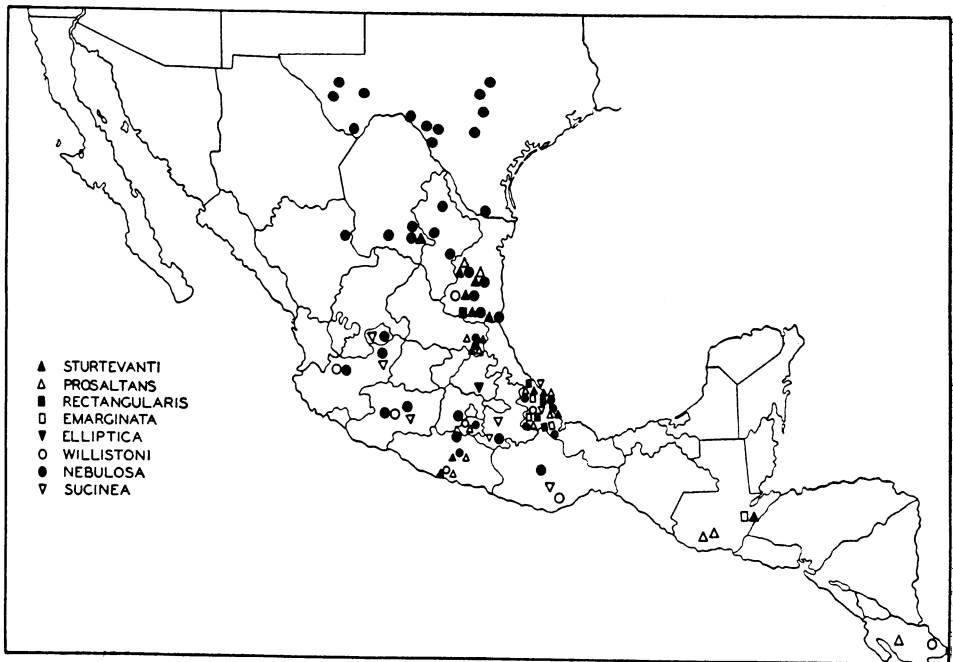 STURTEVANTI
PROSALTANS
RECTANGULARIS
EMARGINATA
ELLIPTICA
WILLISTONI
NEBULOSA
SUCINEA